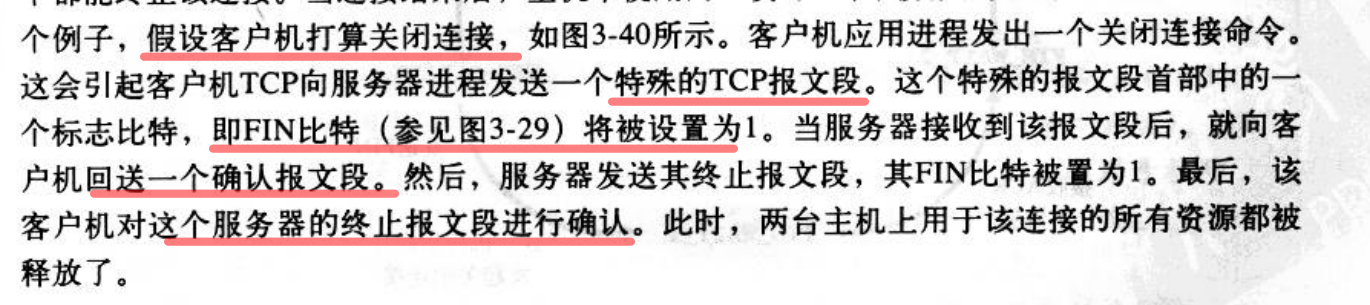 个例子，假设客户机打算关闭连接，如图3-40所示。客户机应用进程发出一个关闭连接命令。
这会引起客户机TCP向服务器进程发送一个特殊的TCP报文段。这个特殊的报文段首部中的一
个标志比特，即FIN比特（参见图3-29）将被设置为1。当服务器接收到该报文段后，就向客
户机回送一个确认报文段。然后，服务器发送其终止报文段，其FIN比特被置为1。最后，该
客户机对这个服务器的终止报文段进行确认。此时，两台主机上用于该连接的所有资源都被
释放了。